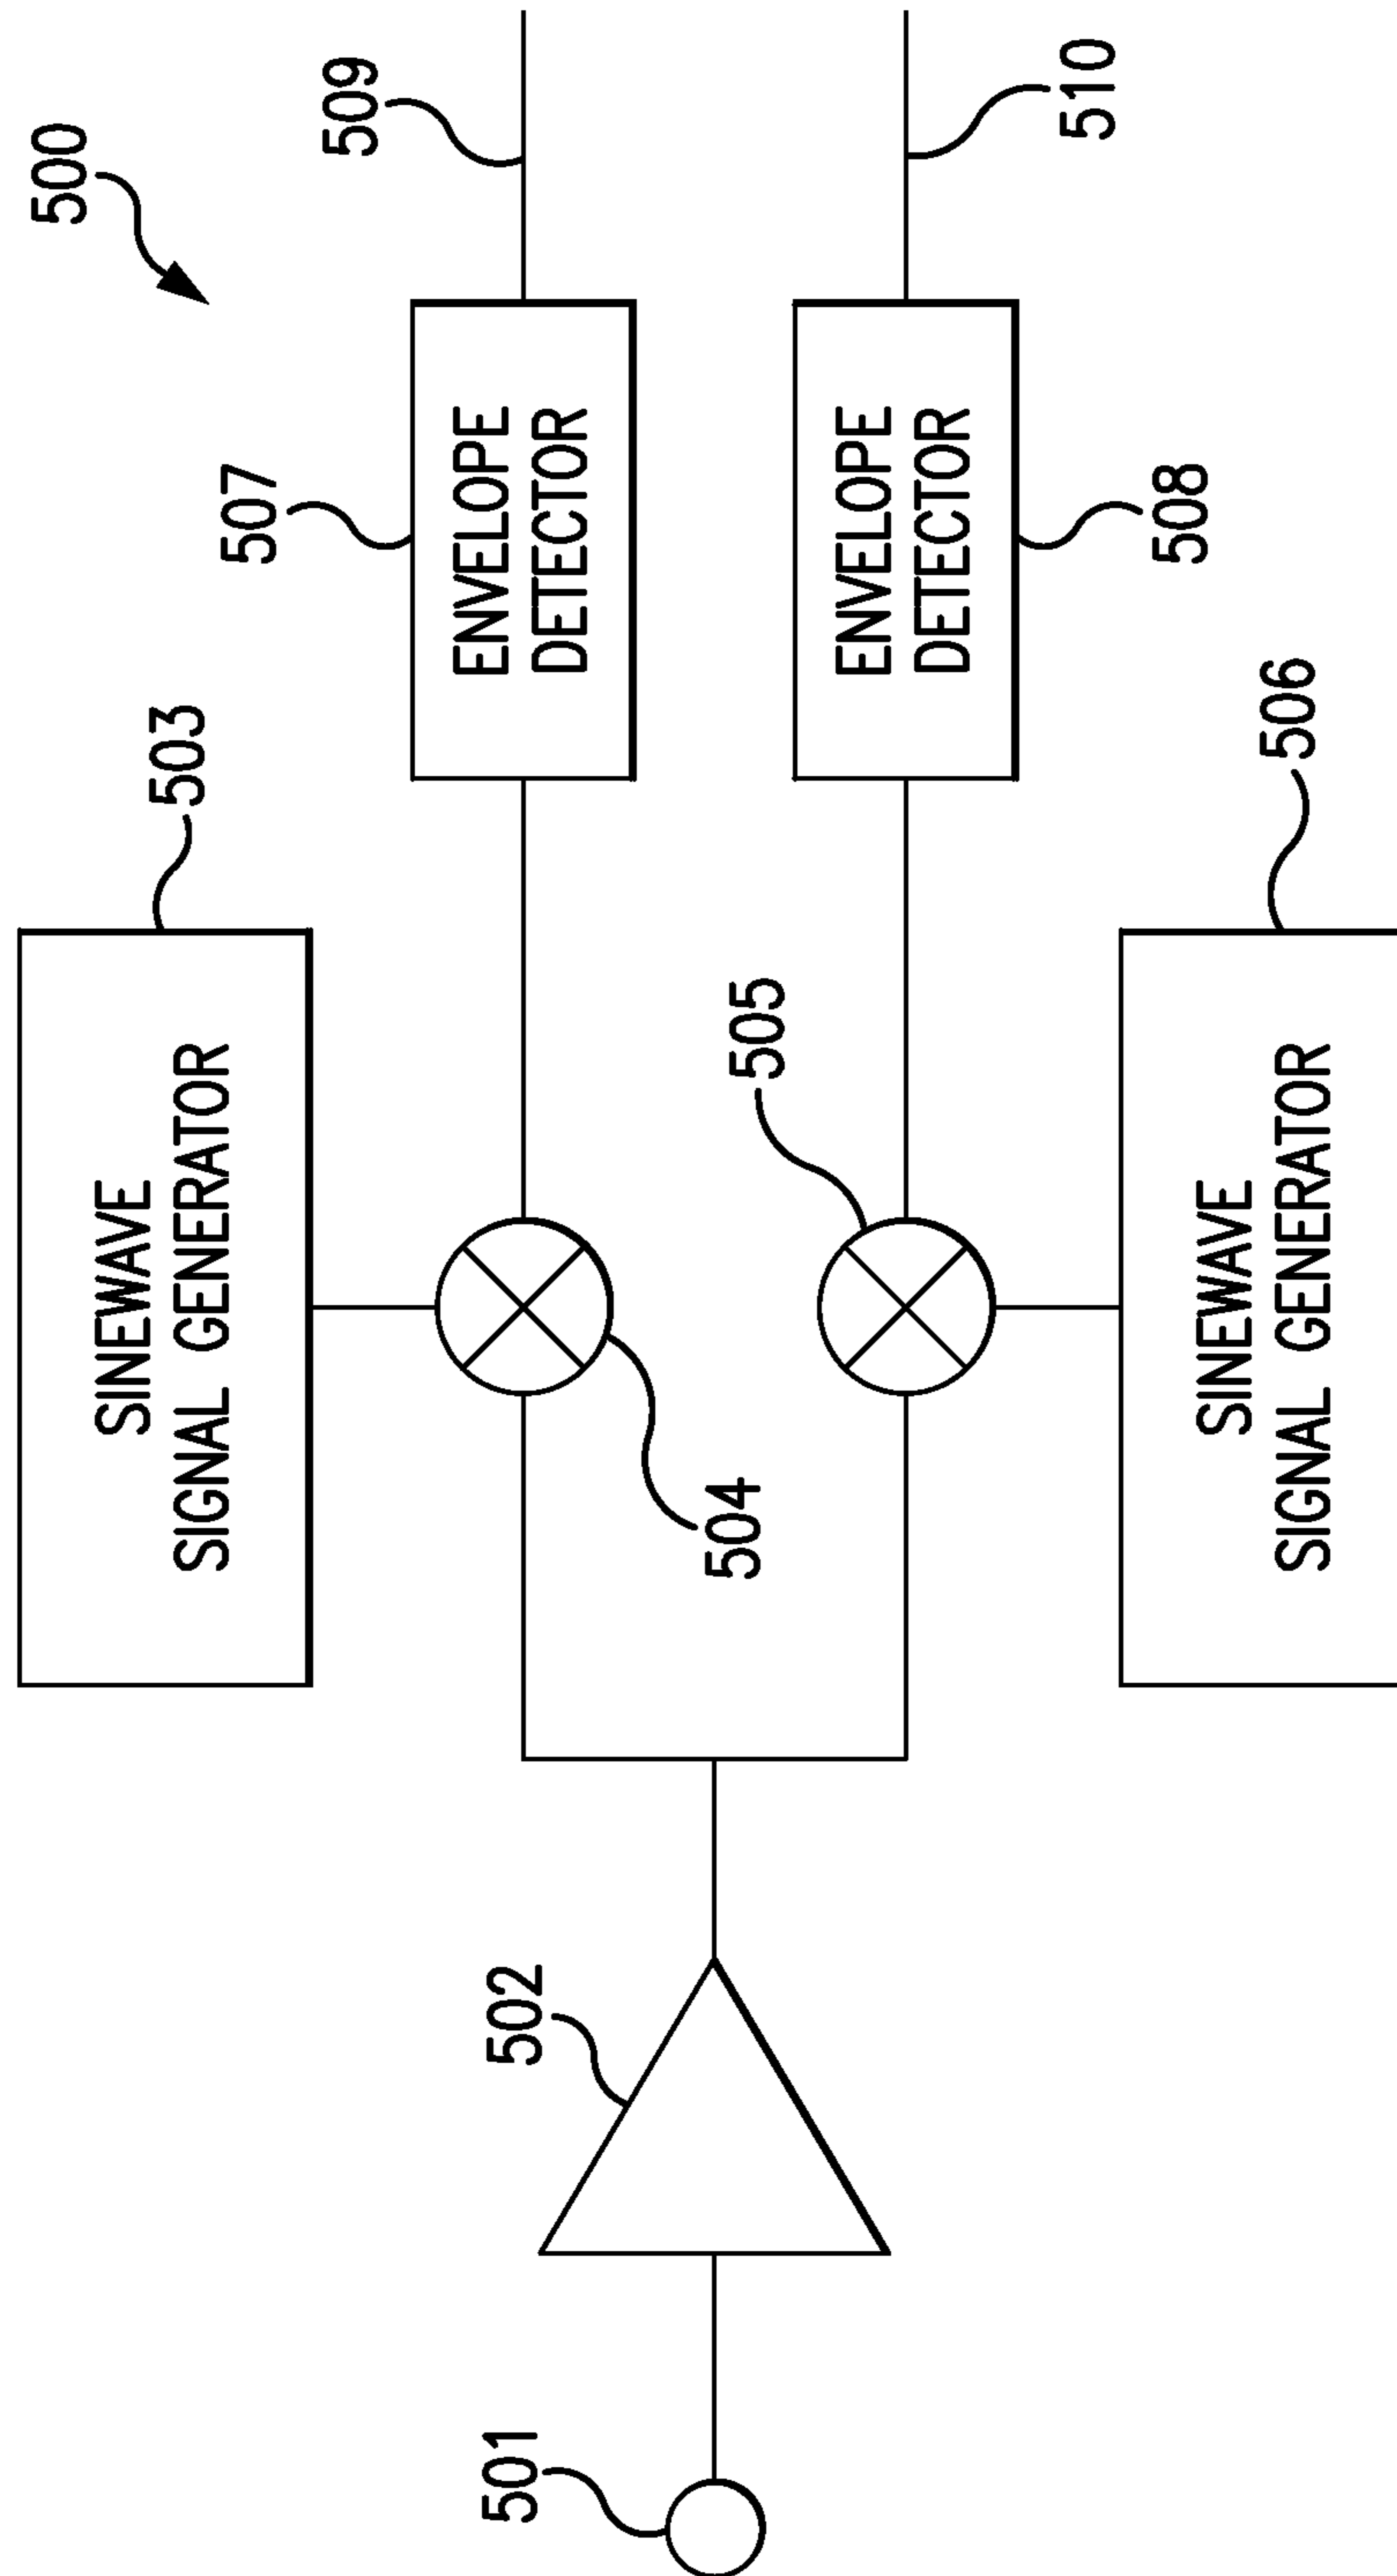 500
509
507
503
SINEWAVE
SIGNAL GENERATOR
ENVELOPE
DETECTOR
502
501
504
505
ENVELOPE
DETECTOR
510
508
506
SINEWAVE
SIGNAL GENERATOR